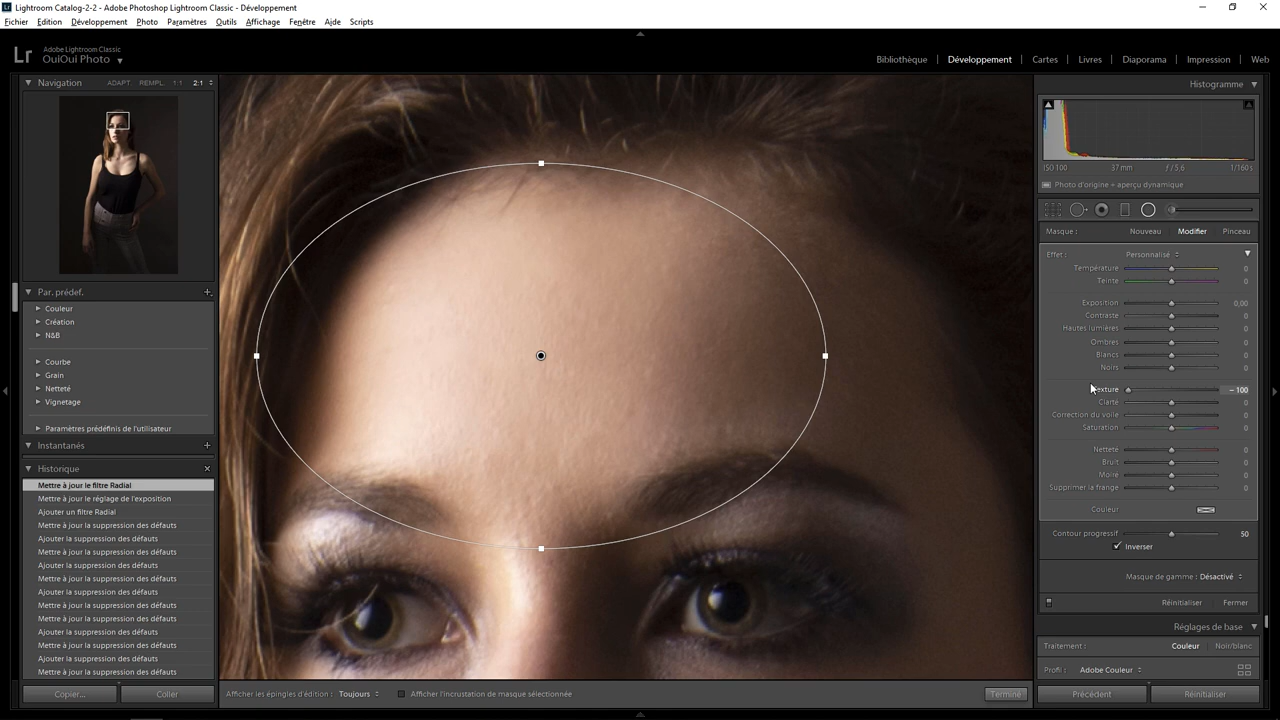 Lightroom Catalog-2-2 - Adobe Photoshop Lightroom Classic - Développement
Fichier Edition Développement Photo Paramètres Outils Affichage Fenêtre Aide Scripts
Lr Adobe Lightroom Classic
OuiOui Photo
Bibliothèque | Développement | Cartes | Livres | Diaporama | Impression | Web
Navigation ADAPT. REMPL. 1:1 2:1
Par. prédef. +
Couleur
Création
N&B
Courbe
Grain
Netteté
Vignetage
Paramètres prédéfinis de l'utilisateur
Instantanés +
Historique ×
Mettre à jour le filtre Radial
Mettre à jour le réglage de l'exposition
Ajouter un filtre Radial
Mettre à jour la suppression des défauts
Ajouter la suppression des défauts
Mettre à jour la suppression des défauts
Ajouter la suppression des défauts
Mettre à jour la suppression des défauts
Ajouter la suppression des défauts
Mettre à jour la suppression des défauts
Mettre à jour la suppression des défauts
Ajouter la suppression des défauts
Mettre à jour la suppression des défauts
Ajouter la suppression des défauts
Mettre à jour la suppression des défauts
Copier... Coller
Afficher les épingles d'édition : Toujours Afficher l'incrustation de masque sélectionnée Terminé
Histogramme
ISO 100 37 mm ƒ / 5,6 1/160 s
Photo d'origine + aperçu dynamique
Masque : Nouveau Modifier Pinceau
Effet : Personnalisé
Température 0
Teinte 0
Exposition 0,00
Contraste 0
Hautes lumières 0
Ombres 0
Blancs 0
Noirs 0
exture – 100
Clarté 0
Correction du voile 0
Saturation 0
Netteté 0
Bruit 0
Moiré 0
Supprimer la frange 0
Couleur
Contour progressif 50
Inverser
Masque de gamme : Désactivé
Réinitialiser Fermer
Réglages de base
Traitement : Couleur | Noir/blanc
Profil : Adobe Couleur
Précédent Réinitialiser